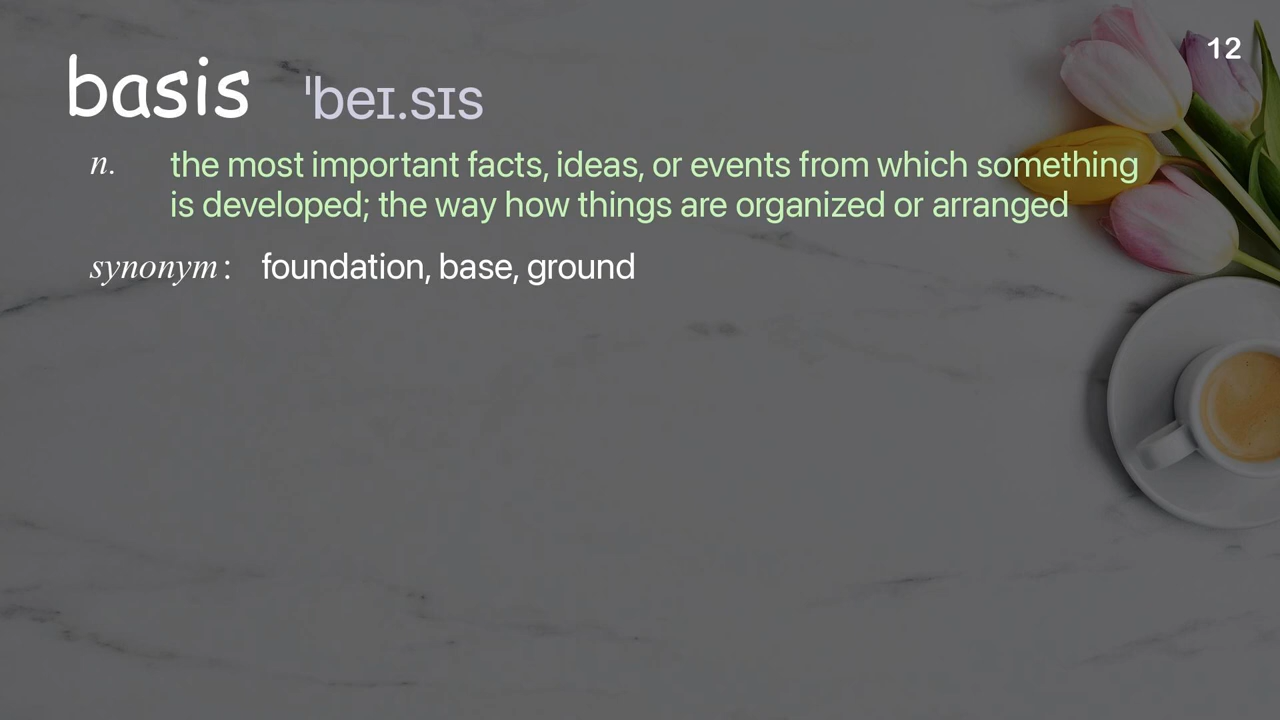 12
basis ˈbeɪ.sɪs
n. the most important facts, ideas, or events from which something
is developed; the way how things are organized or arranged
synonym: foundation, base, ground